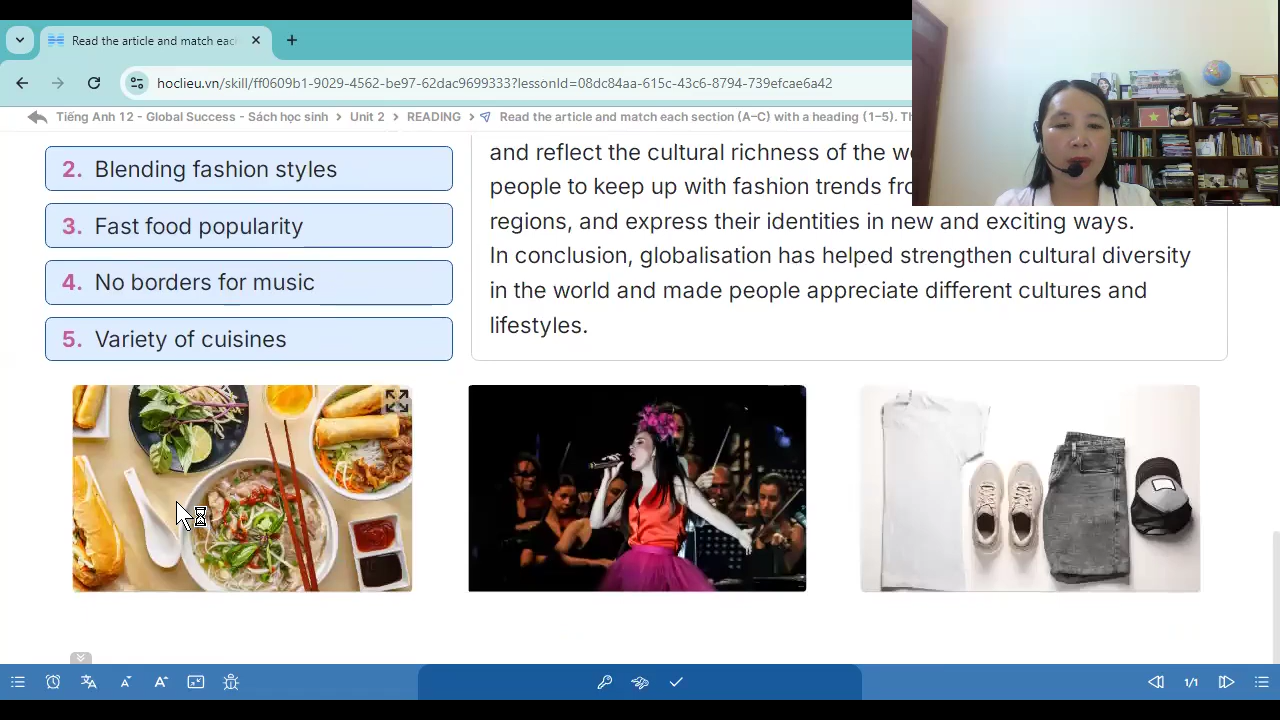 Read the article and match eac
hoclieu.vn/skill/ff0609b1-9029-4562-be97-62dac9699333?lessonId=08dc84aa-615c-43c6-8794-739efcae6a42
Tiếng Anh 12 - Global Success - Sách học sinh > Unit 2 > READING > Read the article and match each section (A–C) with a heading (1–5). Th
2. Blending fashion styles
3. Fast food popularity
4. No borders for music
5. Variety of cuisines
and reflect the cultural richness of the
people to keep up with fashion trends
regions, and express their identities in new and exciting ways.
In conclusion, globalisation has helped strengthen cultural diversity
in the world and made people appreciate different cultures and
lifestyles.
1/1